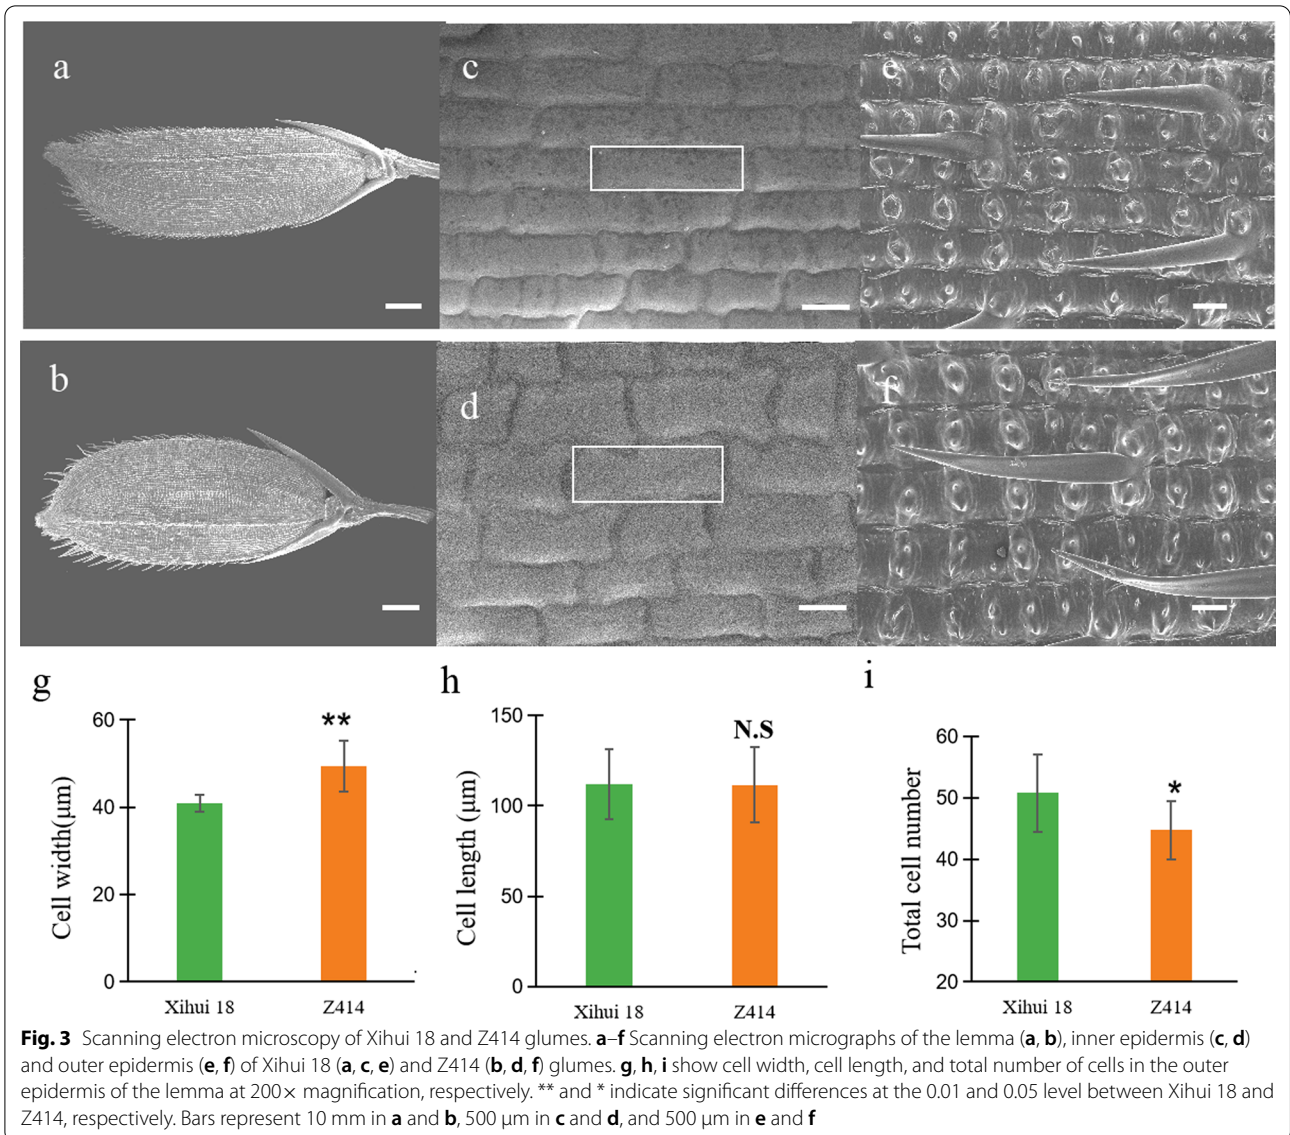 a
c
e
b
d
f
g
h
i
Cell width(μm)
60
40
20
0
**
Xihui 18
Z414
Cell length (μm)
150
100
50
0
N.S
Xihui 18
Z414
Total cell number
60
50
40
30
20
*
Xihui 18
Z414
Fig. 3 Scanning electron microscopy of Xihui 18 and Z414 glumes. a–f Scanning electron micrographs of the lemma (a, b), inner epidermis (c, d)
and outer epidermis (e, f) of Xihui 18 (a, c, e) and Z414 (b, d, f) glumes. g, h, i show cell width, cell length, and total number of cells in the outer
epidermis of the lemma at 200× magnification, respectively. ** and * indicate significant differences at the 0.01 and 0.05 level between Xihui 18 and
Z414, respectively. Bars represent 10 mm in a and b, 500 μm in c and d, and 500 μm in e and f